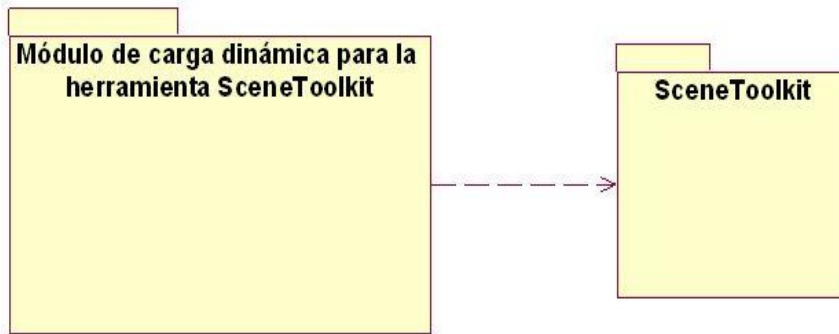 Módulo de carga dinámica para la
herramienta SceneToolkit
SceneToolkit